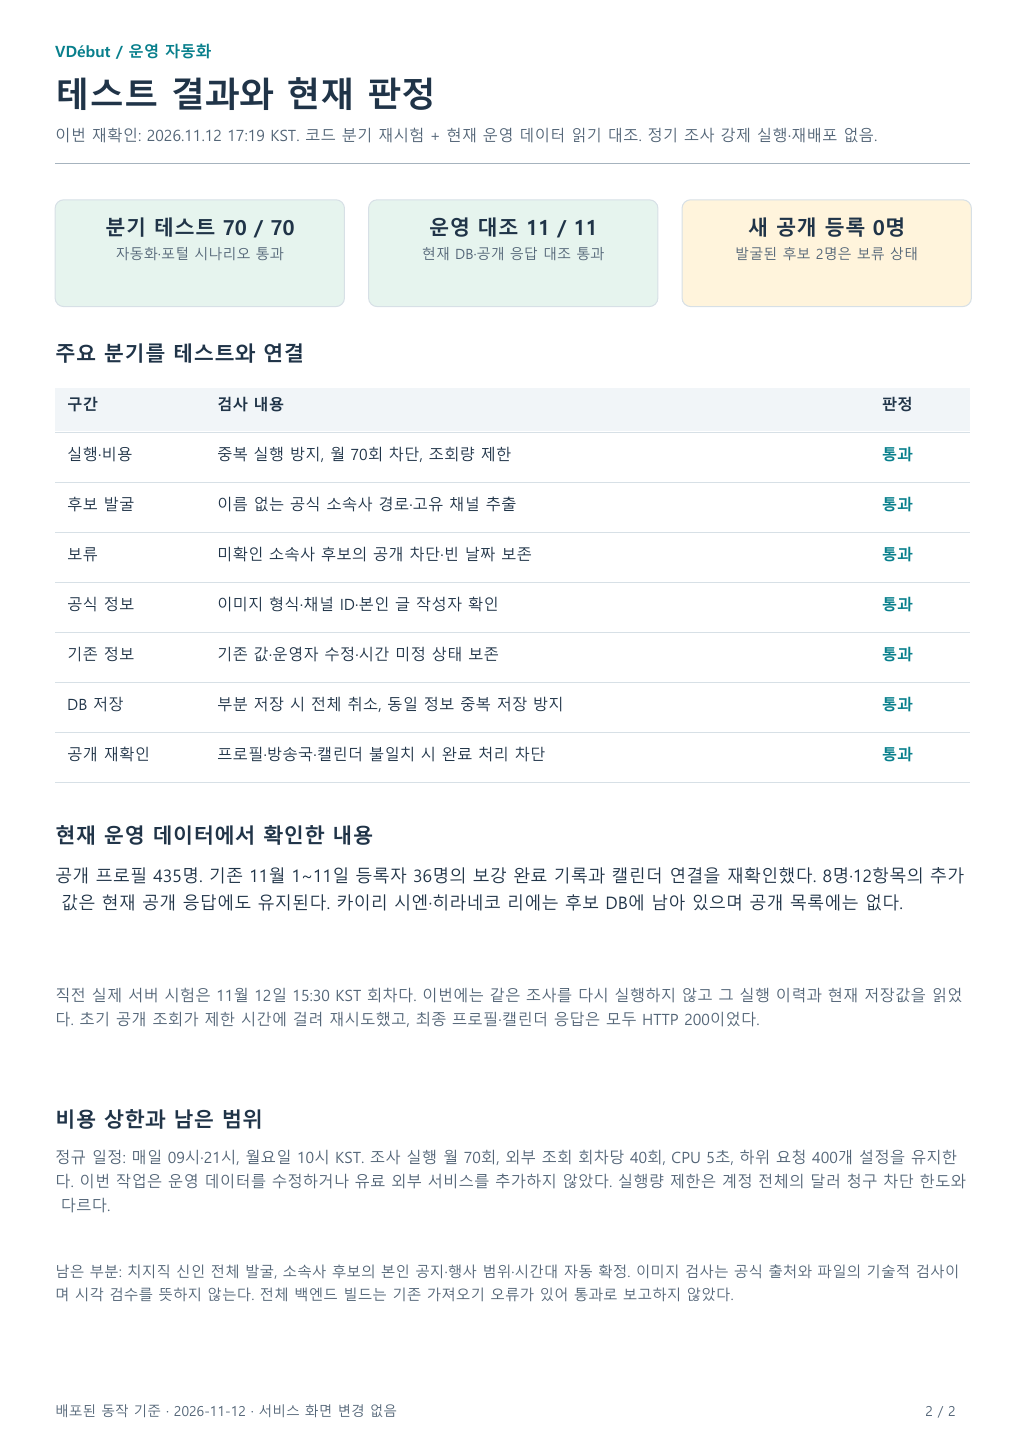 VDébut / 운영 자동화
테스트 결과와 현재 판정
이번 재확인: 2026.11.12 17:19 KST. 코드 분기 재시험 + 현재 운영 데이터 읽기 대조. 정기 조사 강제 실행·재배포 없음.
분기 테스트 70 / 70
자동화·포털 시나리오 통과
운영 대조 11 / 11
현재 DB·공개 응답 대조 통과
새 공개 등록 0명
발굴된 후보 2명은 보류 상태
주요 분기를 테스트와 연결
구간 검사 내용 판정
실행·비용 중복 실행 방지, 월 70회 차단, 조회량 제한 통과
후보 발굴 이름 없는 공식 소속사 경로·고유 채널 추출 통과
보류 미확인 소속사 후보의 공개 차단·빈 날짜 보존 통과
공식 정보 이미지 형식·채널 ID·본인 글 작성자 확인 통과
기존 정보 기존 값·운영자 수정·시간 미정 상태 보존 통과
DB 저장 부분 저장 시 전체 취소, 동일 정보 중복 저장 방지 통과
공개 재확인 프로필·방송국·캘린더 불일치 시 완료 처리 차단 통과
현재 운영 데이터에서 확인한 내용
공개 프로필 435명. 기존 11월 1~11일 등록자 36명의 보강 완료 기록과 캘린더 연결을 재확인했다. 8명·12항목의 추가
값은 현재 공개 응답에도 유지된다. 카이리 시엔·히라네코 리에는 후보 DB에 남아 있으며 공개 목록에는 없다.
직전 실제 서버 시험은 11월 12일 15:30 KST 회차다. 이번에는 같은 조사를 다시 실행하지 않고 그 실행 이력과 현재 저장값을 읽었
다. 초기 공개 조회가 제한 시간에 걸려 재시도했고, 최종 프로필·캘린더 응답은 모두 HTTP 200이었다.
비용 상한과 남은 범위
정규 일정: 매일 09시·21시, 월요일 10시 KST. 조사 실행 월 70회, 외부 조회 회차당 40회, CPU 5초, 하위 요청 400개 설정을 유지한
다. 이번 작업은 운영 데이터를 수정하거나 유료 외부 서비스를 추가하지 않았다. 실행량 제한은 계정 전체의 달러 청구 차단 한도와
다르다.
남은 부분: 치지직 신인 전체 발굴, 소속사 후보의 본인 공지·행사 범위·시간대 자동 확정. 이미지 검사는 공식 출처와 파일의 기술적 검사이
며 시각 검수를 뜻하지 않는다. 전체 백엔드 빌드는 기존 가져오기 오류가 있어 통과로 보고하지 않았다.
배포된 동작 기준 · 2026-11-12 · 서비스 화면 변경 없음
2 / 2